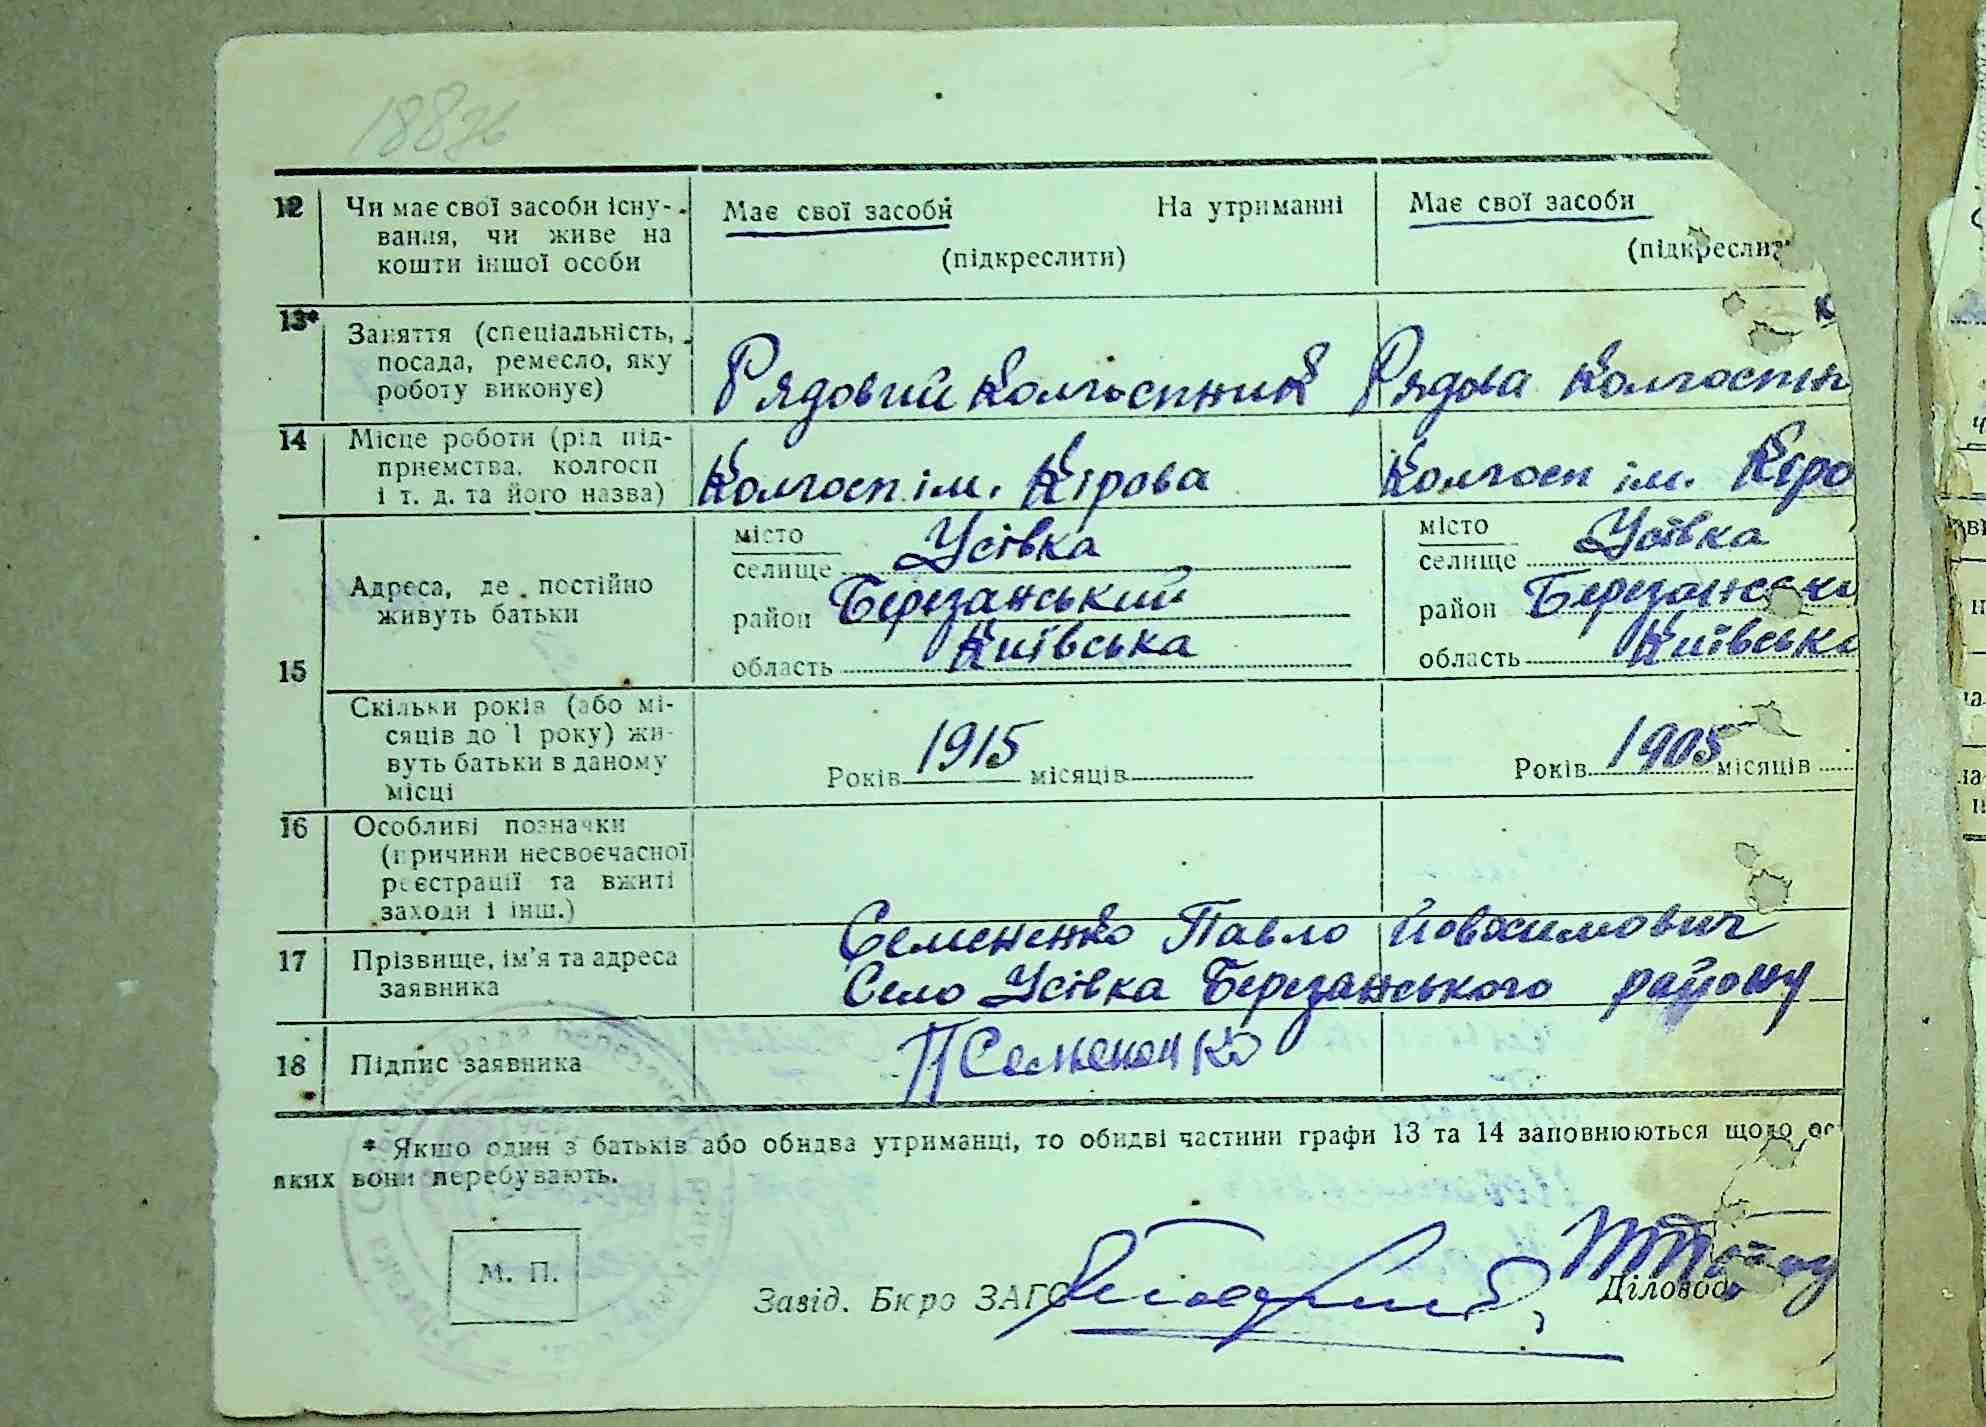 188
12 Чи має свої засоби існу-
вання, чи живе на
кошти іншої особи
Має свої засоби На утриманні
(підкреслити)
Має свої засоби
(підкресли
13* Заняття (спеціальність,
посада, ремесло, яку
роботу виконує)
Рядовий колгоспник
Рядова колгоспн
14 Місце роботи (рід під-
приємства, колгосп
і т. д. та його назва)
Колгосп ім. Кірова
Колгосп ім. Кіро
15 Адреса, де постійно
живуть батьки
місто
селище Усівка
район Березанський
область Київська
місто
селище Усівка
район Березансько
область Київська
Скільки років (або мі-
сяців до 1 року) жи-
вуть батьки в даному
місці
Років 1915 місяців
Років 1905 місяців
16 Особливі позначки
(причини несвоєчасної
реєстрації та вжиті
заходи і інш.)
17 Прізвище, ім'я та адреса
заявника
Семененко Павло Йовхимович
Село Усівка Березанського району
18 Підпис заявника
П Семененко
* Якщо один з батьків або обидва утриманці, то обидві частини графи 13 та 14 заповнюються щодо ос
яких вони перебувають.
М. П.
Завід. Бюро ЗАГС
Діловод